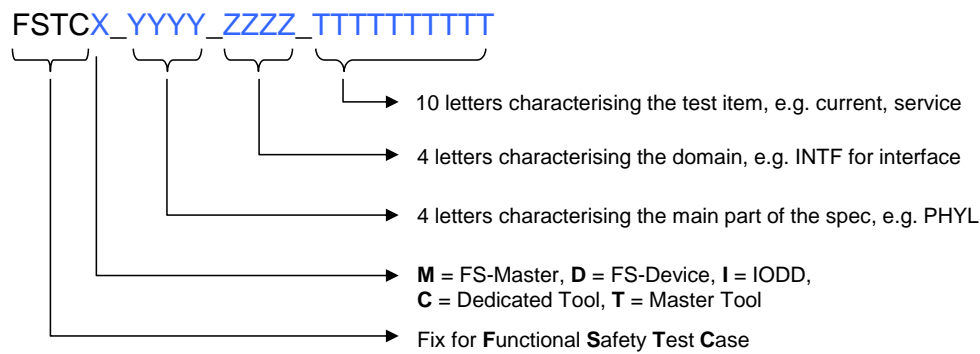 FSTCX_YYYY_ZZZZ_TTTTTTTTTT
10 letters characterising the test item, e.g. current, service
4 letters characterising the domain, e.g. INTF for interface
4 letters characterising the main part of the spec, e.g. PHYL
M = FS-Master, D = FS-Device, I = IODD,
C = Dedicated Tool, T = Master Tool
Fix for Functional Safety Test Case